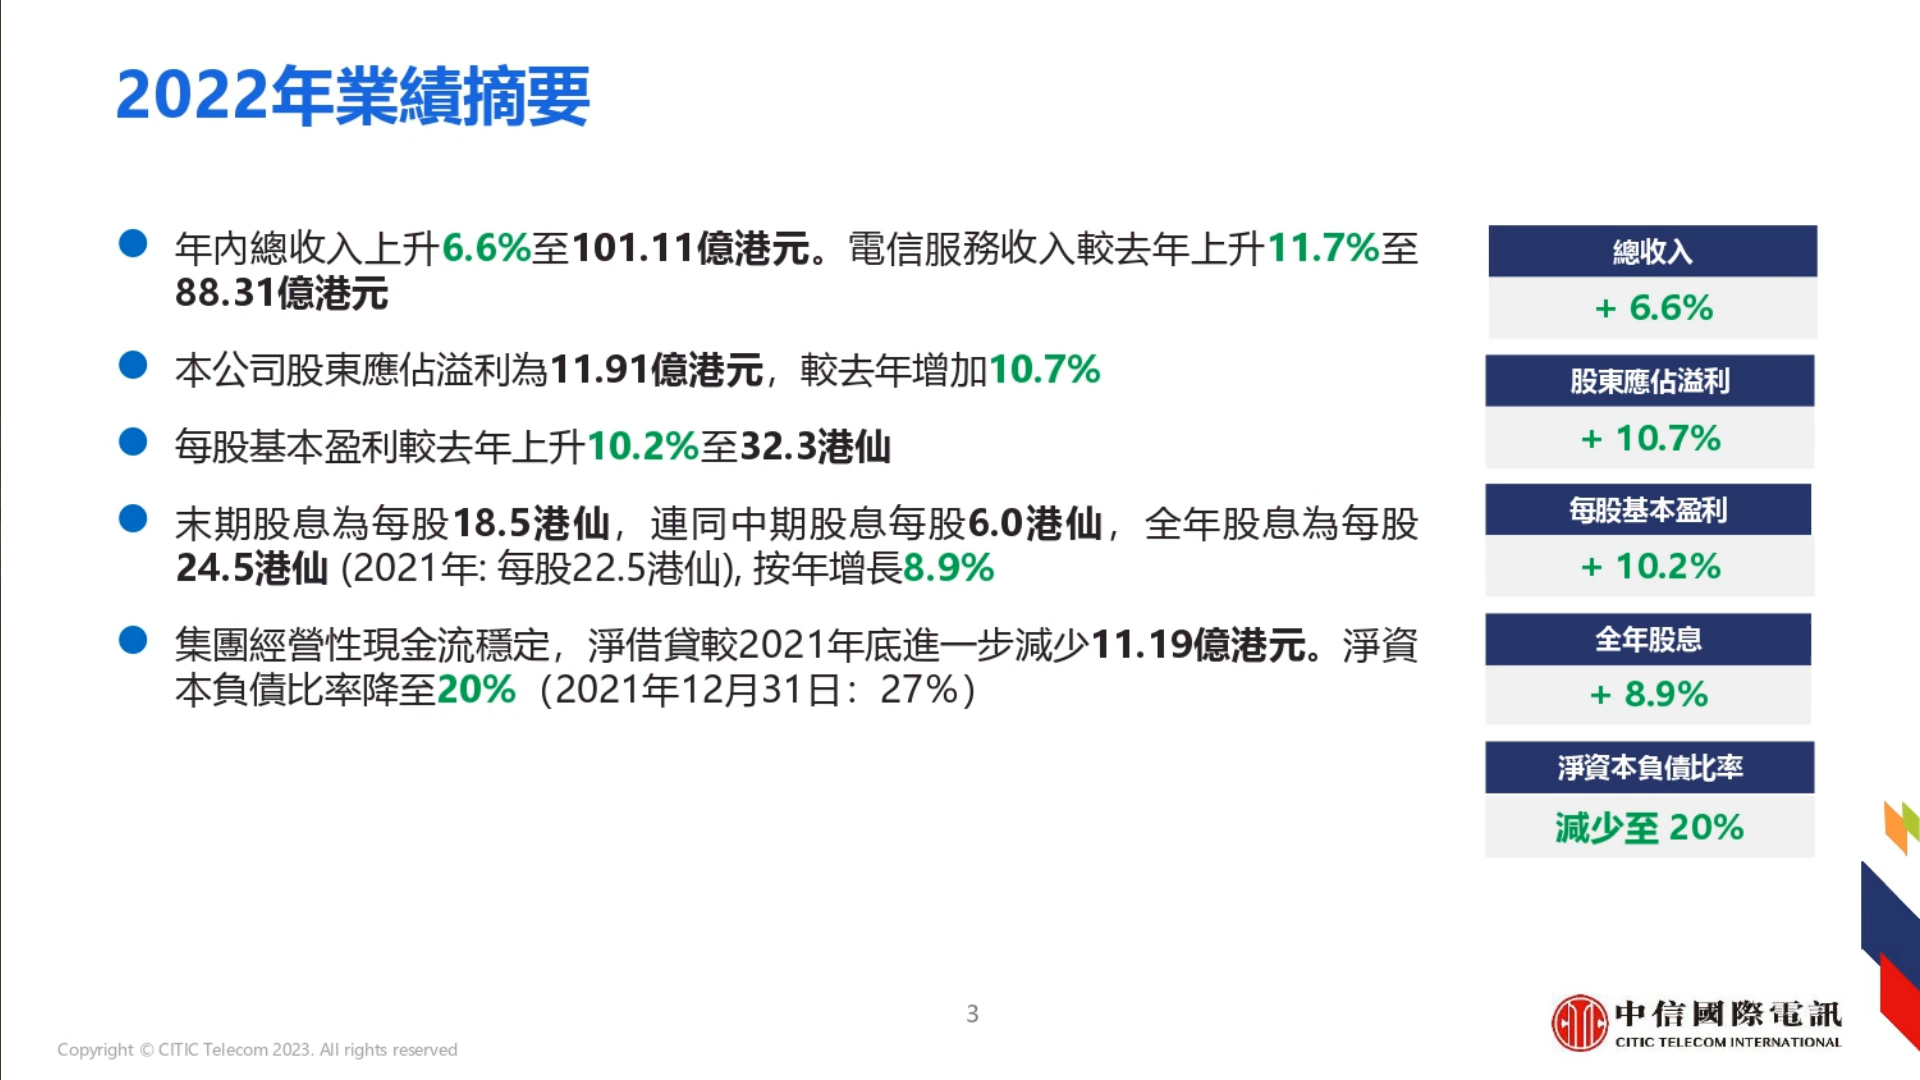 2022年業績摘要
年內總收入上升6.6%至101.11億港元。電信服務收入較去年上升11.7%至
88.31億港元
本公司股東應佔溢利為11.91億港元，較去年增加10.7%
每股基本盈利較去年上升10.2%至32.3港仙
末期股息為每股18.5港仙，連同中期股息每股6.0港仙，全年股息為每股
24.5港仙 (2021年: 每股22.5港仙), 按年增長8.9%
集團經營性現金流穩定，淨借貸較2021年底進一步減少11.19億港元。淨資
本負債比率降至20%（2021年12月31日：27%）
總收入
+ 6.6%
股東應佔溢利
+ 10.7%
每股基本盈利
+ 10.2%
全年股息
+ 8.9%
淨資本負債比率
減少至 20%
3
Copyright © CITIC Telecom 2023. All rights reserved
中信國際電訊
CITIC TELECOM INTERNATIONAL